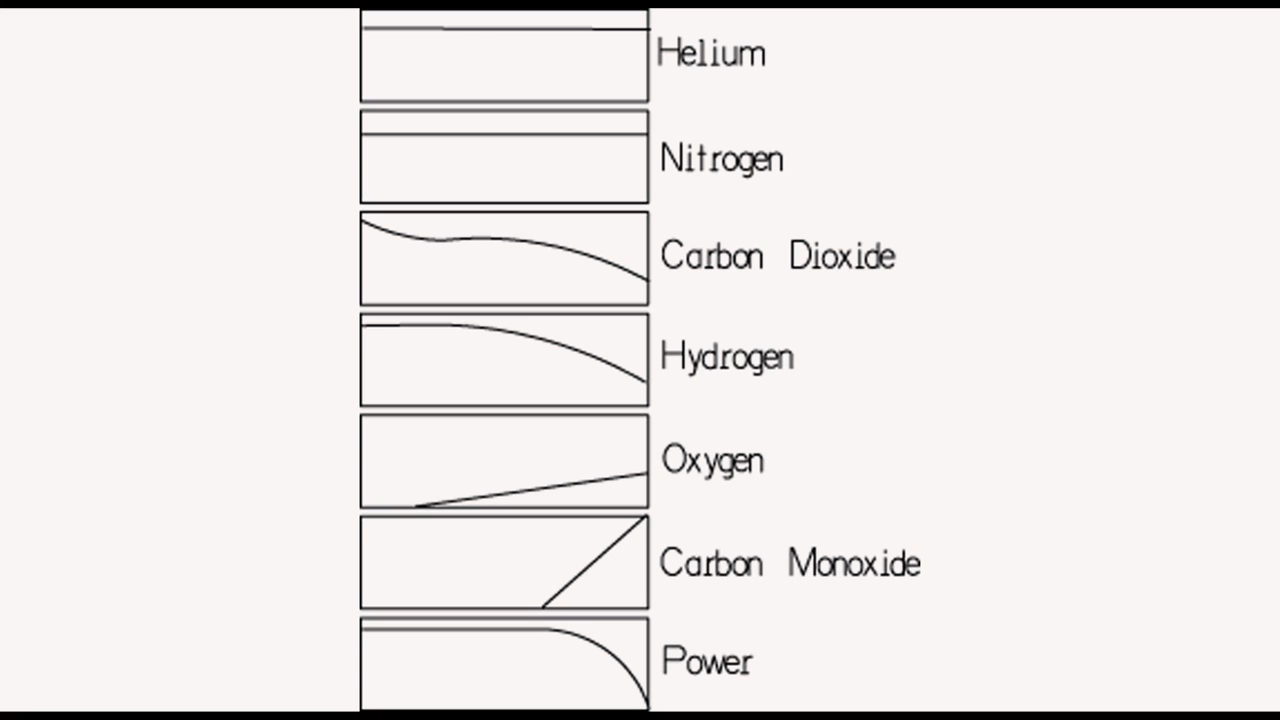 Helium
Nitrogen
Carbon Dioxide
Hydrogen
Oxygen
Carbon Monoxide
Power